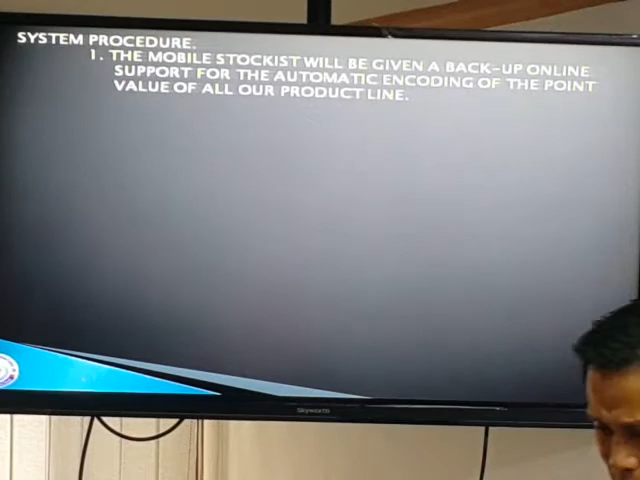 SYSTEM PROCEDURE.
1. THE MOBILE STOCKIST WILL BE GIVEN A BACK-UP ONLINE
SUPPORT FOR THE AUTOMATIC ENCODING OF THE POINT
VALUE OF ALL OUR PRODUCT LINE.
Skyworth